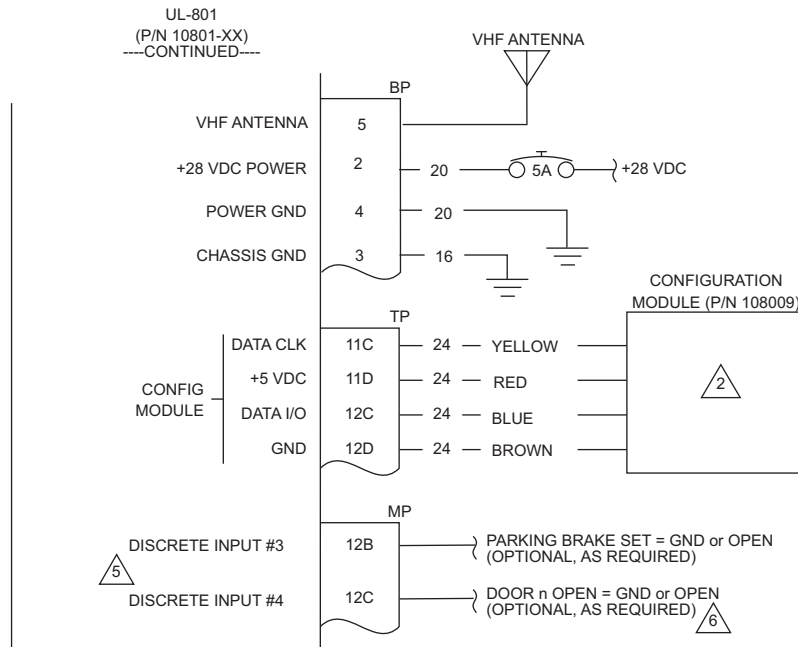 UL-801
(P/N 10801-XX)
----CONTINUED----
VHF ANTENNA
BP
VHF ANTENNA 5
+28 VDC POWER 2 20 5A +28 VDC
POWER GND 4 20
CHASSIS GND 3 16
CONFIGURATION
MODULE (P/N 108009)
TP
DATA CLK 11C 24 YELLOW
+5 VDC 11D 24 RED
2
CONFIG
MODULE
DATA I/O 12C 24 BLUE
GND 12D 24 BROWN
MP
DISCRETE INPUT #3 12B PARKING BRAKE SET = GND or OPEN
(OPTIONAL, AS REQUIRED)
5
DISCRETE INPUT #4 12C DOOR n OPEN = GND or OPEN
(OPTIONAL, AS REQUIRED) 6